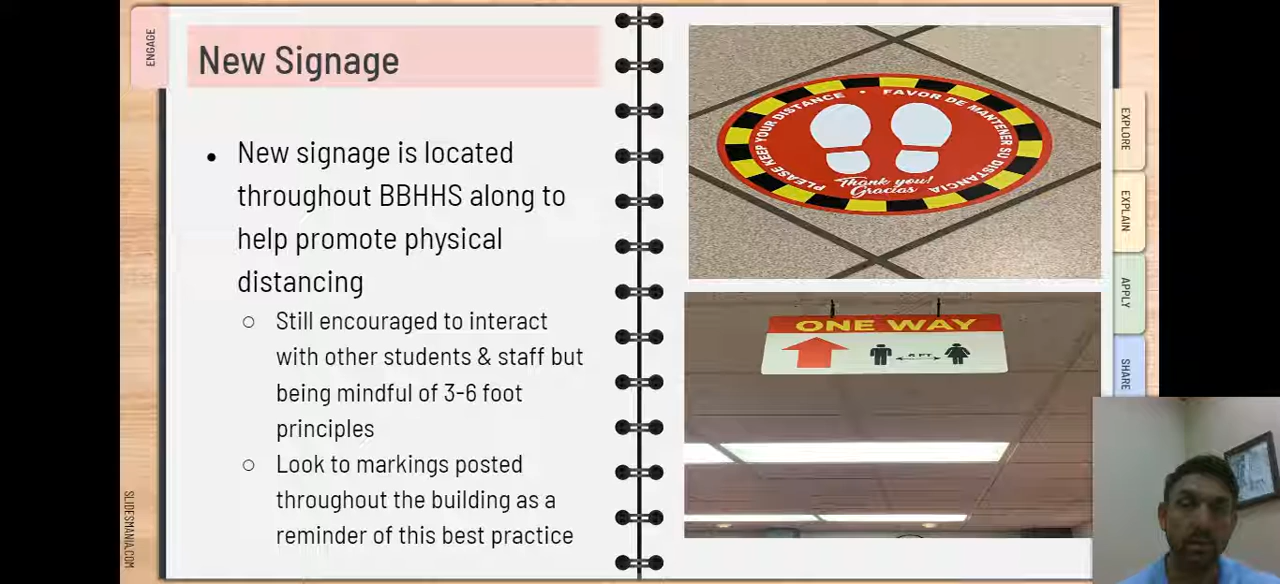 ENGAGE
New Signage
New signage is located
throughout BBHHS along to
help promote physical
distancing
Still encouraged to interact
with other students & staff but
being mindful of 3-6 foot
principles
Look to markings posted
throughout the building as a
reminder of this best practice
SLIDESMANIA.COM
PLEASE KEEP YOUR DISTANCE • FAVOR DE MANTENER SU DISTANCIA
Thank you!
Gracias
ONE WAY
6 FT
EXPLORE
EXPLAIN
APPLY
SHARE